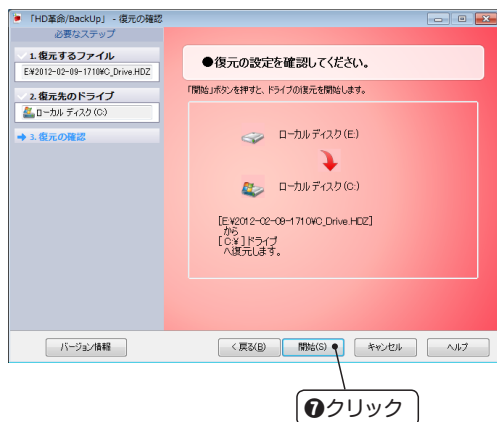 「HD革命/BackUp」 - 復元の確認
必要なステップ
1. 復元するファイル
E:¥2012-02-09-1710¥C_Drive.HDZ
2. 復元先のドライブ
ローカル ディスク (C:)
3. 復元の確認
●復元の設定を確認してください。
「開始」ボタンを押すと、ドライブの復元を開始します。
ローカル ディスク (E:)
ローカル ディスク (C:)
[E:¥2012-02-09-1710¥C_Drive.HDZ]
から
[C:¥]ドライブ
へ復元します。
バージョン情報
< 戻る(B)
開始(S)
キャンセル
ヘルプ
❼クリック